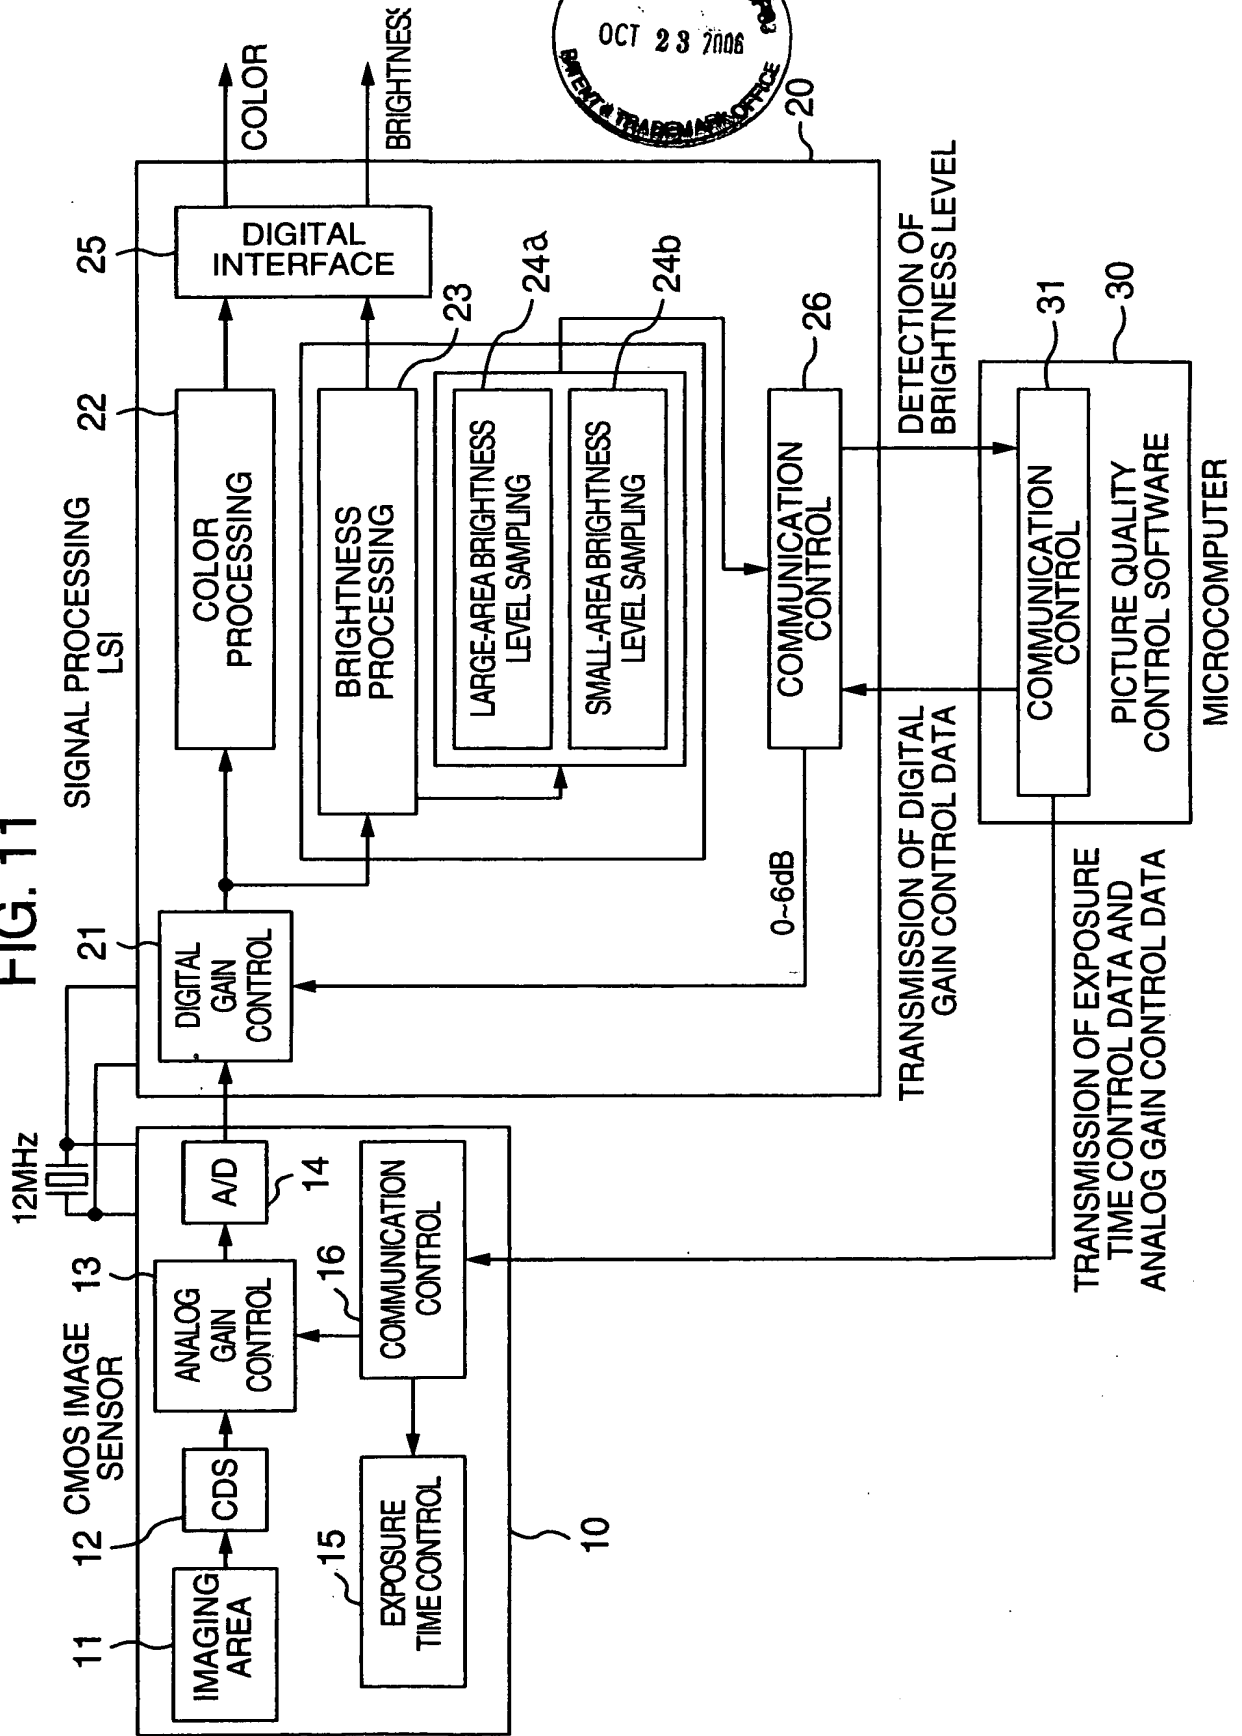 FIG. 11
12MHz
CMOS IMAGE
SENSOR
11
IMAGING
AREA
12
CDS
13
ANALOG
GAIN
CONTROL
A/D
14
15
EXPOSURE
TIME CONTROL
16
COMMUNICATION
CONTROL
10
SIGNAL PROCESSING
LSI
21
DIGITAL
GAIN
CONTROL
22
COLOR
PROCESSING
BRIGHTNESS
PROCESSING
23
LARGE-AREA BRIGHTNESS
LEVEL SAMPLING
24a
SMALL-AREA BRIGHTNESS
LEVEL SAMPLING
24b
25
DIGITAL
INTERFACE
COLOR
BRIGHTNESS
0~6dB
COMMUNICATION
CONTROL
26
20
TRANSMISSION OF DIGITAL
GAIN CONTROL DATA
DETECTION OF
BRIGHTNESS LEVEL
COMMUNICATION
CONTROL
31
PICTURE QUALITY
CONTROL SOFTWARE
30
MICROCOMPUTER
TRANSMISSION OF EXPOSURE
TIME CONTROL DATA AND
ANALOG GAIN CONTROL DATA
OCT 23 2006
PATENT & TRADEMARK OFFICE